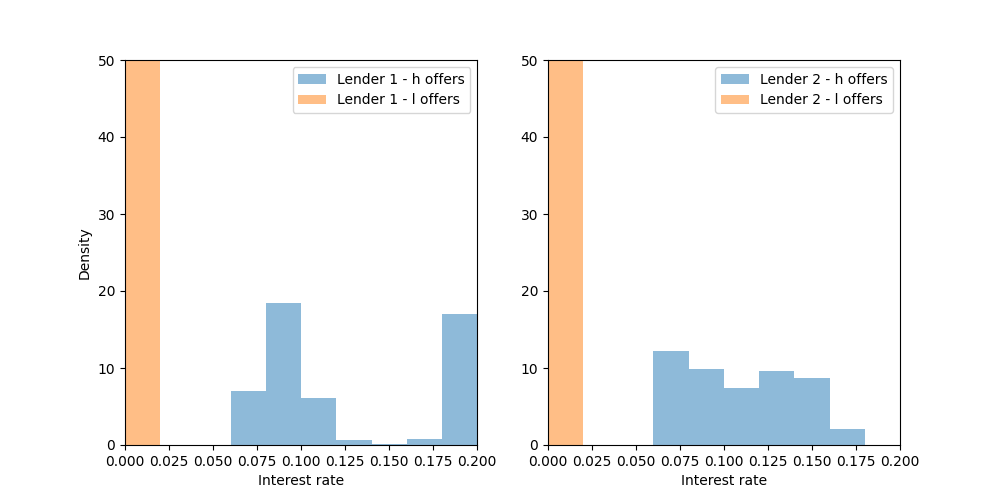 50
40
30
20
10
0
Density
0.000 0.025 0.050 0.075 0.100 0.125 0.150 0.175 0.200
Interest rate
Lender 1 - h offers
Lender 1 - l offers
50
40
30
20
10
0
0.000 0.025 0.050 0.075 0.100 0.125 0.150 0.175 0.200
Interest rate
Lender 2 - h offers
Lender 2 - l offers